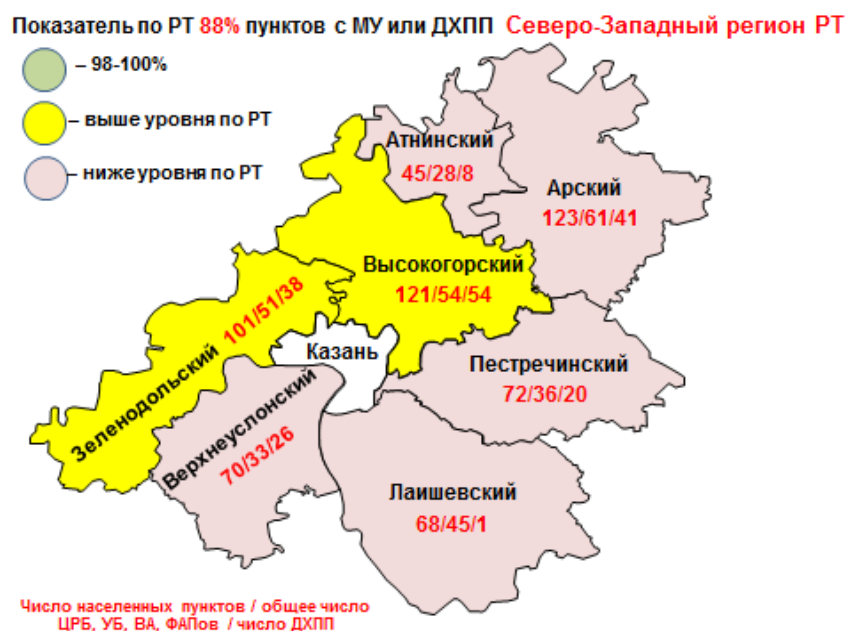 Показатель по РТ 88% пунктов с МУ или ДХПП Северо-Западный регион РТ
– 98-100%
– выше уровня по РТ
– ниже уровня по РТ
Атнинский
45/28/8
Арский
123/61/41
Высокогорский
121/54/54
Зеленодольский 101/51/38
Казань
Пестречинский
72/36/20
Верхнеуслонский
70/33/26
Лаишевский
68/45/1
Число населенных пунктов / общее число
ЦРБ, УБ, ВА, ФАПов / число ДХПП